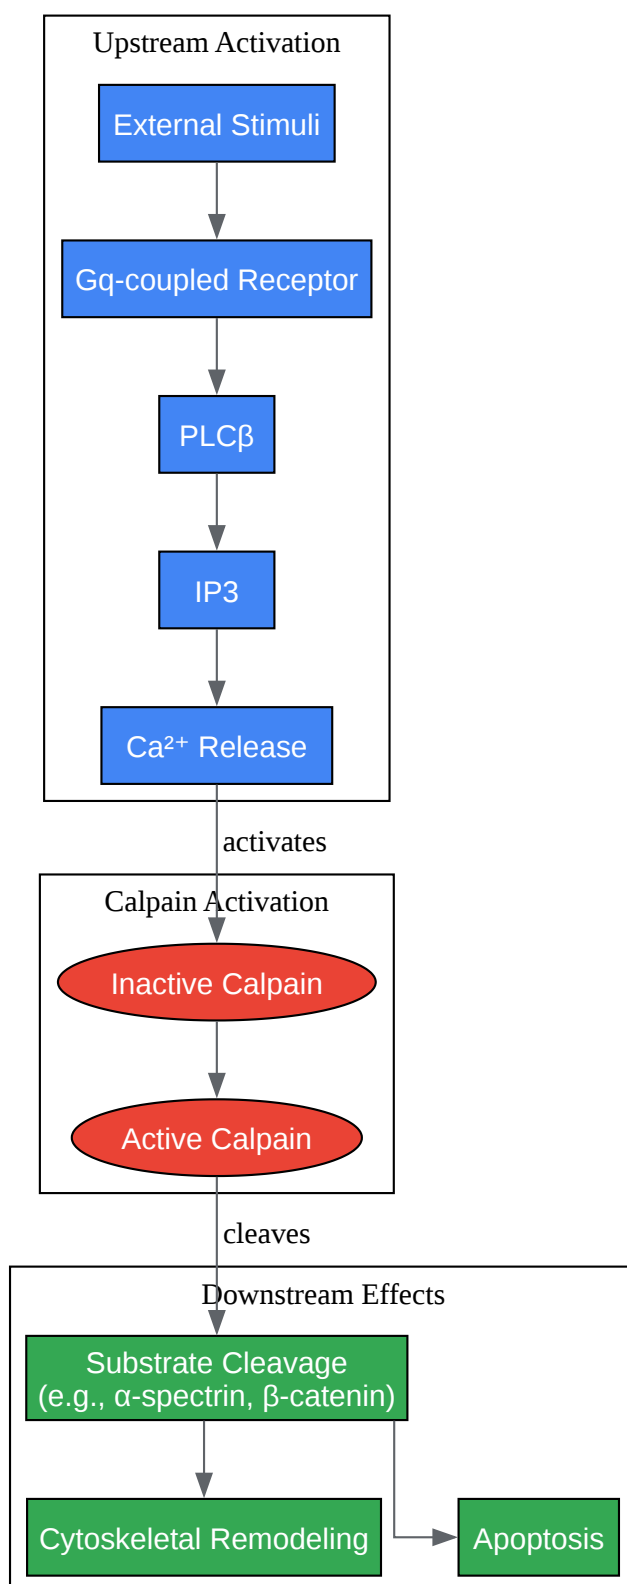 Upstream Activation
External Stimuli
Gq-coupled Receptor
PLCβ
IP3
Ca²⁺ Release
activates
Calpain Activation
Inactive Calpain
Active Calpain
cleaves
Downstream Effects
Substrate Cleavage
(e.g., α-spectrin, β-catenin)
Cytoskeletal Remodeling
Apoptosis